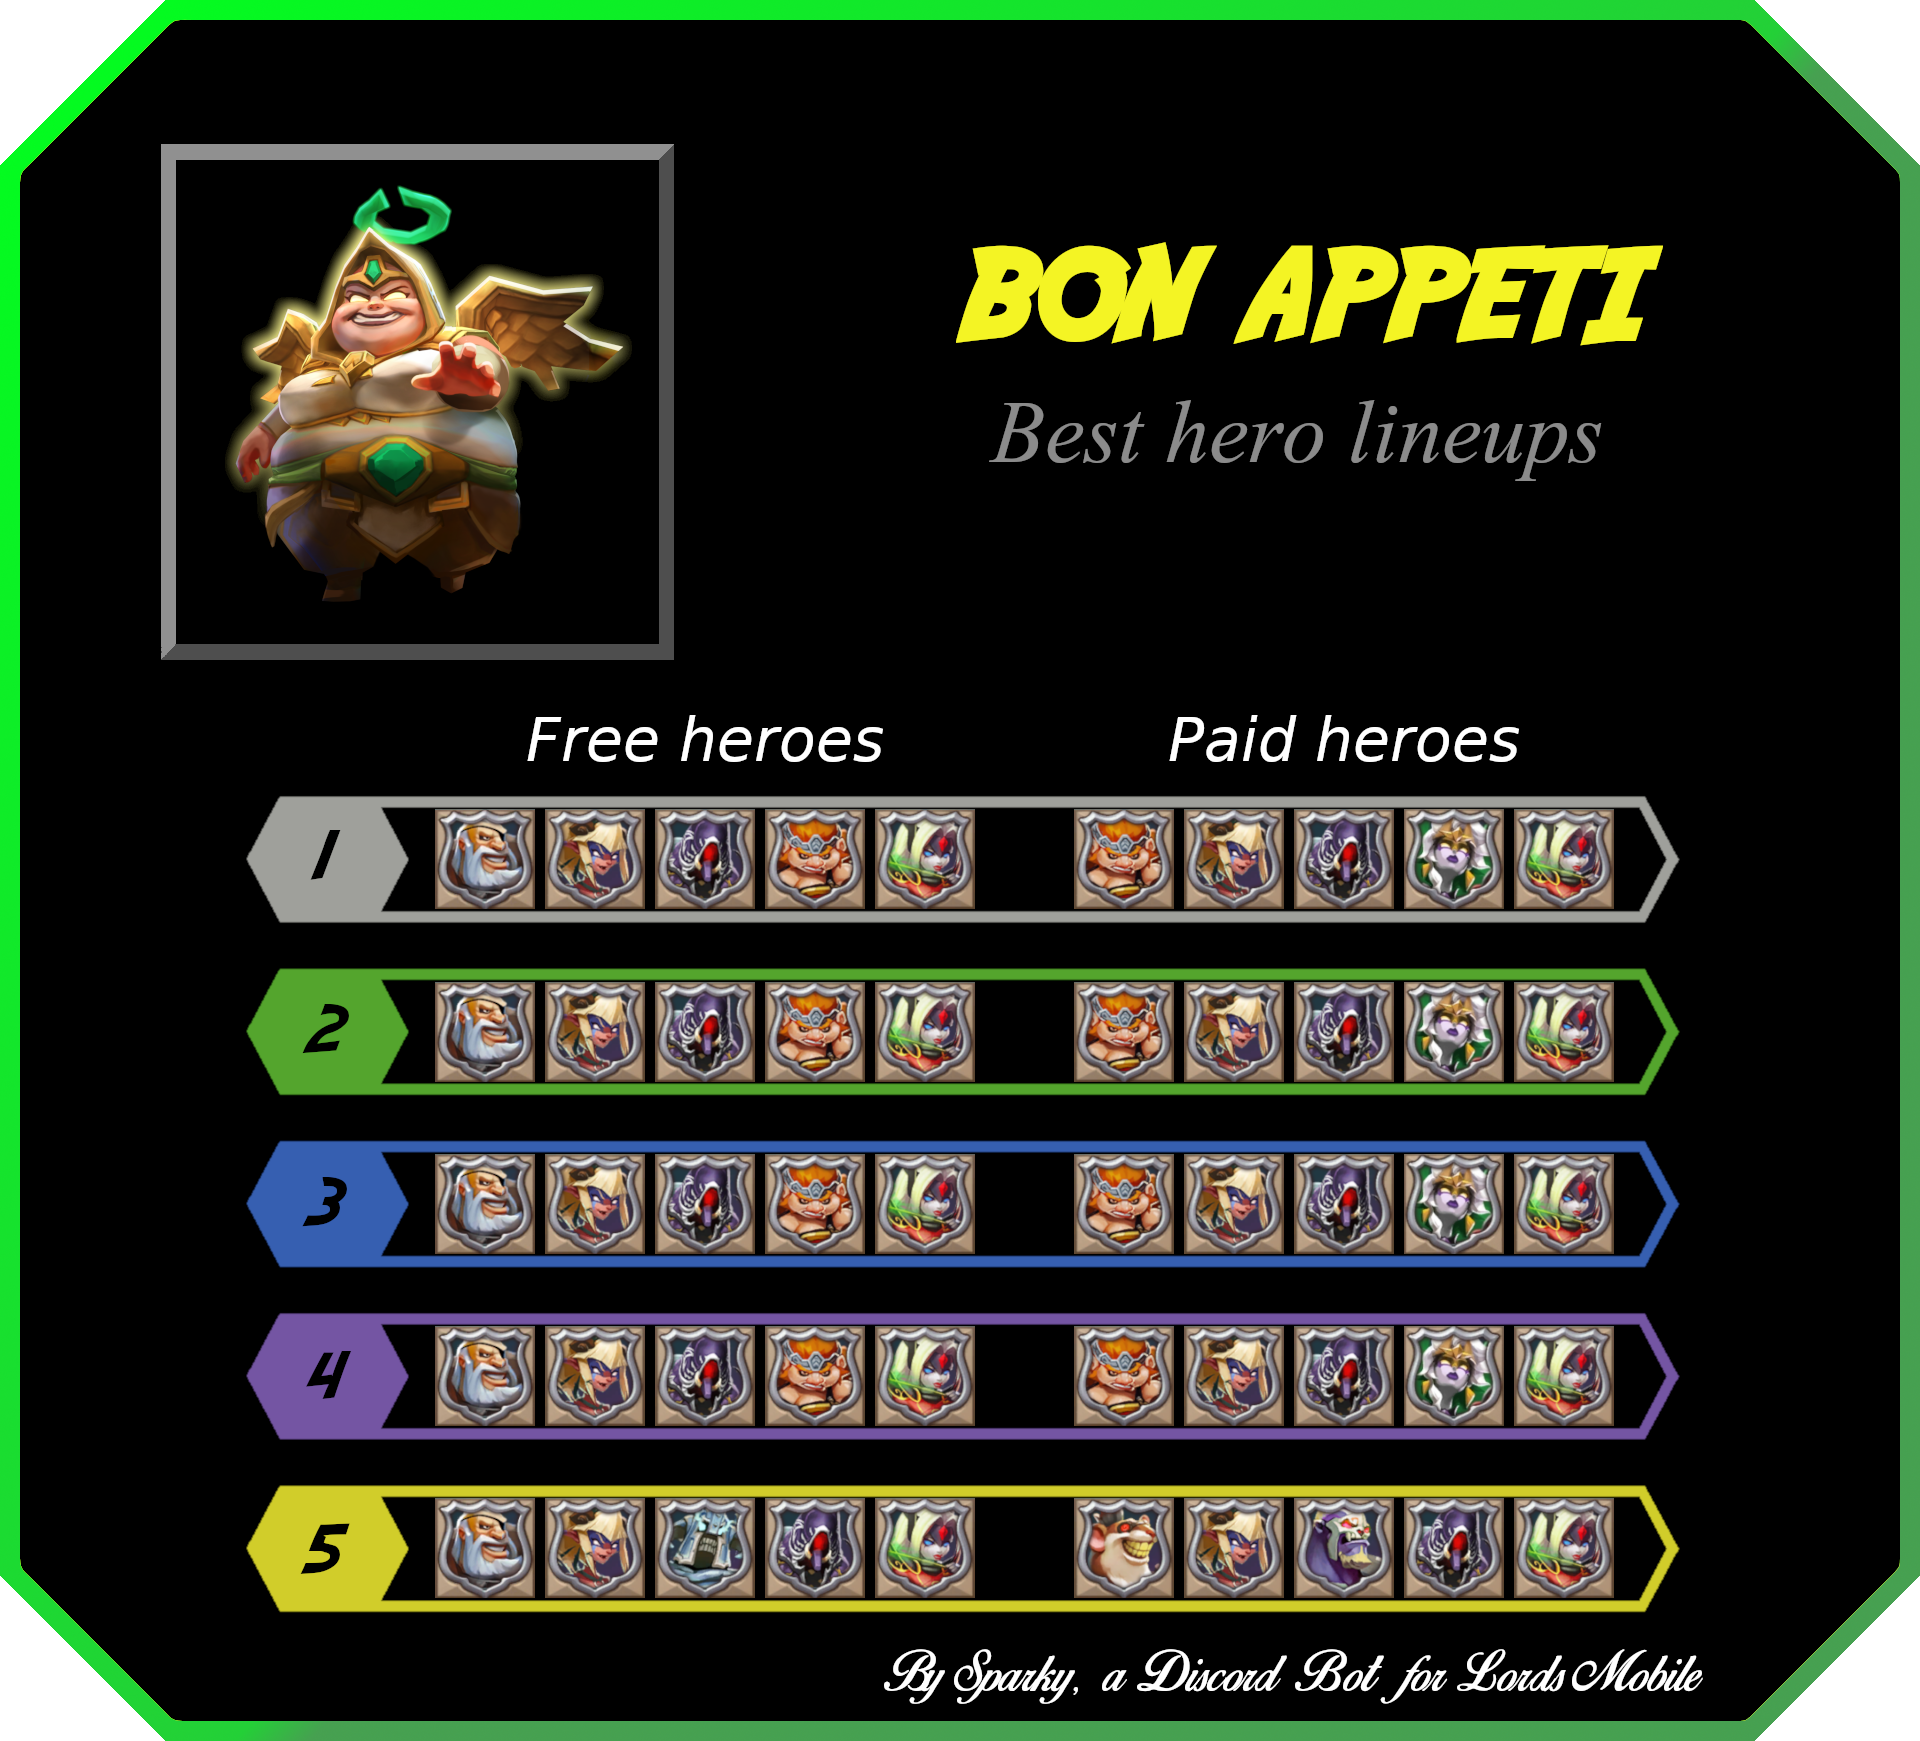 BON APPETI
Best hero lineups
Free heroes Paid heroes
1
2
3
4
5
By Sparky, a Discord Bot for Lords Mobile